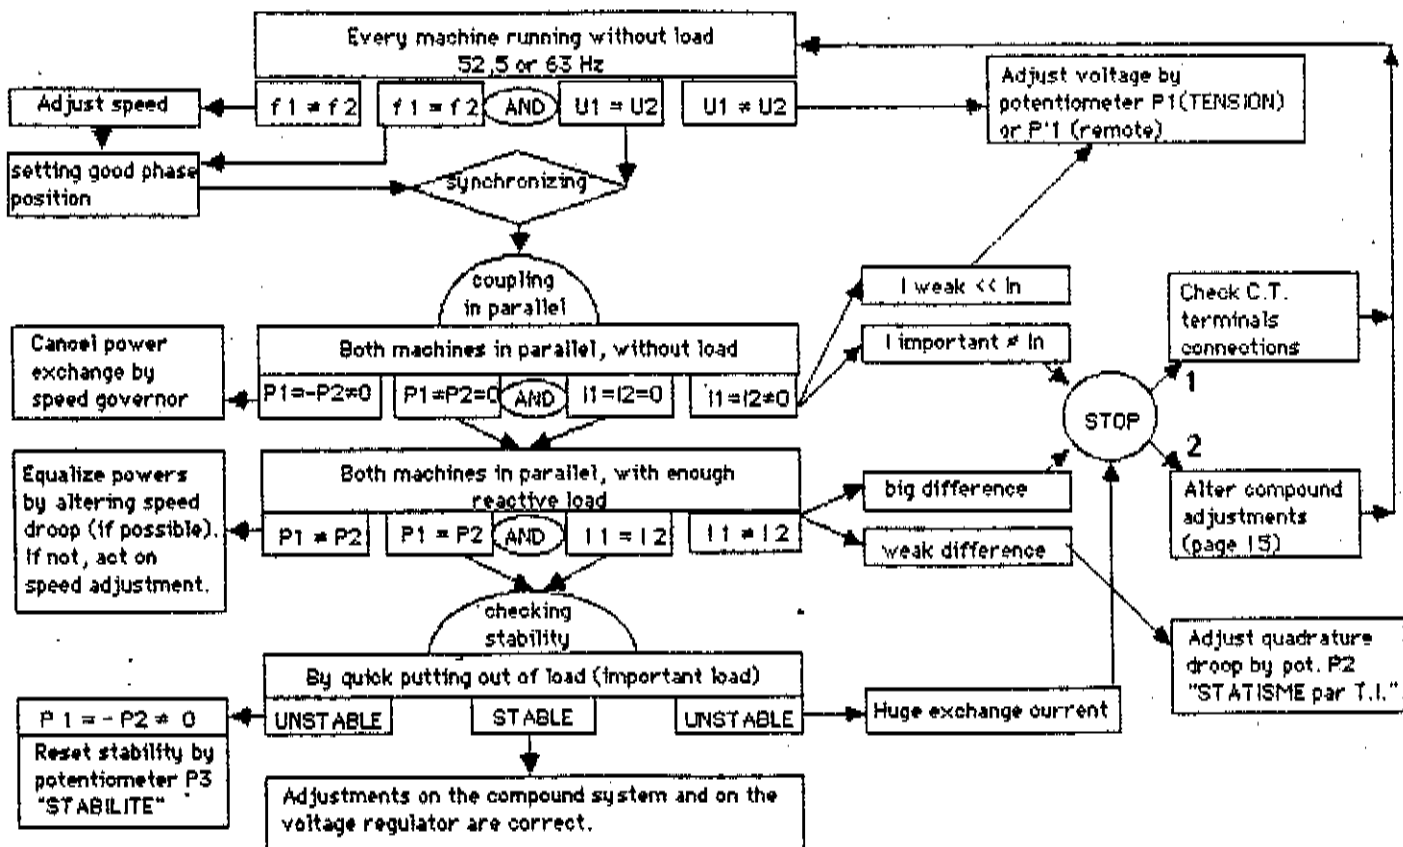 Every machine running without load
52,5 or 63 Hz
f1 ≠ f2
f1 = f2
AND
U1 = U2
U1 ≠ U2
Adjust speed
setting good phase
position
synchronizing
Adjust voltage by
potentiometer P1(TENSION)
or P'1 (remote)
coupling
in parallel
Both machines in parallel, without load
P1=-P2≠0
P1=P2=0
AND
I1=I2=0
I1=I2≠0
Cancel power
exchange by
speed governor
I weak << In
I important ≠ In
STOP
1
2
Check C.T.
terminals
connections
Alter compound
adjustments
(page 15)
Both machines in parallel, with enough
reactive load
P1 ≠ P2
P1 = P2
AND
I1 = I2
I1 ≠ I2
Equalize powers
by altering speed
droop (if possible).
If not, act on
speed adjustment.
big difference
weak difference
Adjust quadrature
droop by pot. P2
"STATISME par T.I."
checking
stability
By quick putting out of load (important load)
UNSTABLE
STABLE
UNSTABLE
P1 = - P2 ≠ 0
Reset stability by
potentiometer P3
"STABILITE"
Huge exchange current
Adjustments on the compound system and on the
voltage regulator are correct.